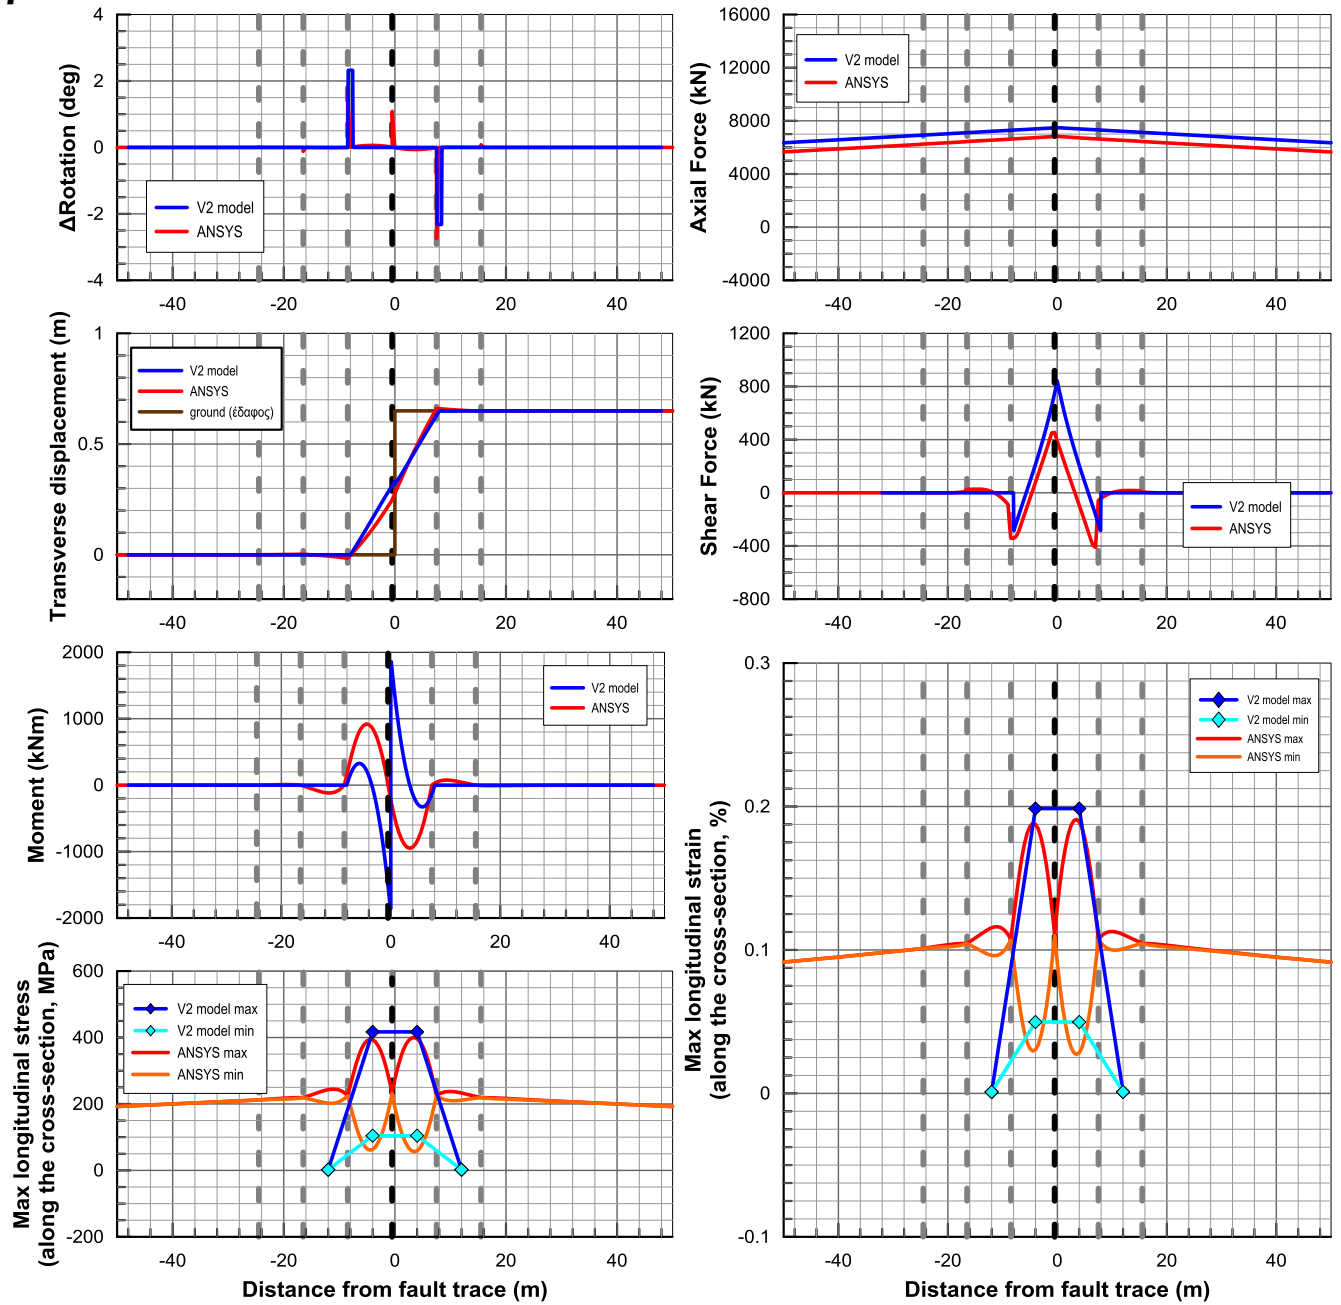 4
2
0
-2
-4
ΔRotation (deg)
V2 model
ANSYS
-40
-20
0
20
40
16000
12000
8000
4000
0
-4000
Axial Force (kN)
V2 model
ANSYS
-40
-20
0
20
40
1
0.5
0
Transverse displacement (m)
V2 model
ANSYS
ground (έδαφος)
-40
-20
0
20
40
1200
800
400
0
-400
-800
Shear Force (kN)
V2 model
ANSYS
-40
-20
0
20
40
2000
1000
0
-1000
-2000
Moment (kNm)
V2 model
ANSYS
-40
-20
0
20
40
600
400
200
0
-200
Max longitudinal stress
(along the cross-section, MPa)
V2 model max
V2 model min
ANSYS max
ANSYS min
-40
-20
0
20
40
Distance from fault trace (m)
0.3
0.2
0.1
0
-0.1
Max longitudinal strain
(along the cross-section, %)
V2 model max
V2 model min
ANSYS max
ANSYS min
-40
-20
0
20
40
Distance from fault trace (m)